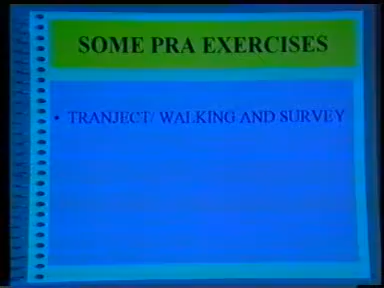 SOME PRA EXERCISES
• TRANJECT/ WALKING AND SURVEY